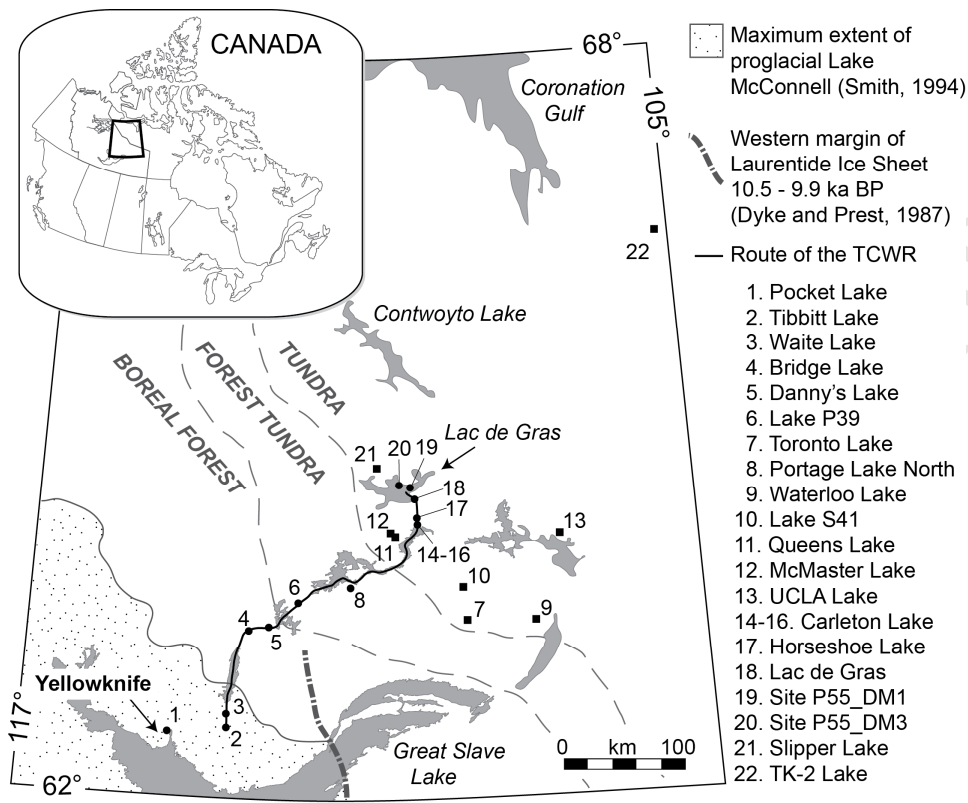 CANADA
68°
105°
Coronation
Gulf
22
Contwoyto Lake
BOREAL FOREST
FOREST TUNDRA
TUNDRA
Lac de Gras
21
20
19
18
17
12
11
14-16
13
10
6
8
7
9
4
5
Yellowknife
1
3
2
117°
62°
Great Slave
Lake
0 km 100
Maximum extent of
proglacial Lake
McConnell (Smith, 1994)
Western margin of
Laurentide Ice Sheet
10.5 - 9.9 ka BP
(Dyke and Prest, 1987)
Route of the TCWR
1. Pocket Lake
2. Tibbitt Lake
3. Waite Lake
4. Bridge Lake
5. Danny's Lake
6. Lake P39
7. Toronto Lake
8. Portage Lake North
9. Waterloo Lake
10. Lake S41
11. Queens Lake
12. McMaster Lake
13. UCLA Lake
14-16. Carleton Lake
17. Horseshoe Lake
18. Lac de Gras
19. Site P55_DM1
20. Site P55_DM3
21. Slipper Lake
22. TK-2 Lake